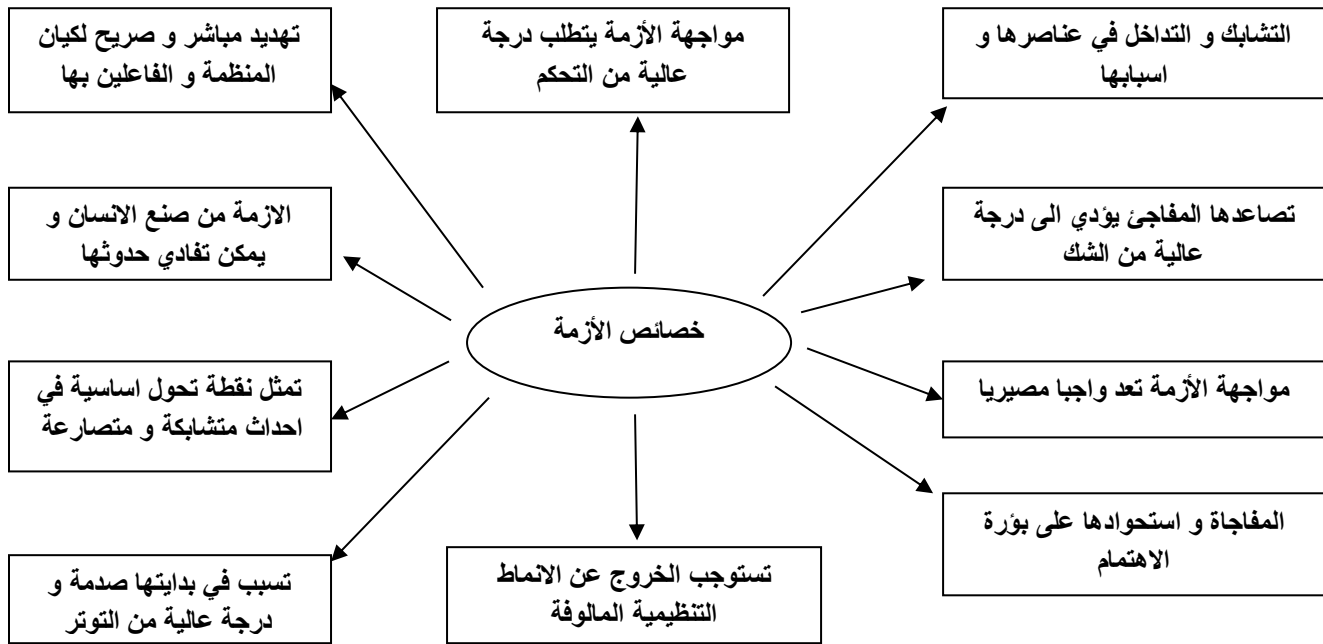 التشابك و التداخل في عناصرها و
اسبابها
مواجهة الأزمة يتطلب درجة
عالية من التحكم
تهديد مباشر و صريح لكيان
المنظمة و الفاعلين بها
تصاعدها المفاجئ يؤدي الى درجة
عالية من الشك
الازمة من صنع الانسان و
يمكن تفادي حدوثها
خصائص الأزمة
مواجهة الأزمة تعد واجبا مصيريا
تمثل نقطة تحول اساسية في
احداث متشابكة و متصارعة
المفاجاة و استحوادها على بؤرة
الاهتمام
تستوجب الخروج عن الانماط
التنظيمية المالوفة
تسبب في بدايتها صدمة و
درجة عالية من التوتر